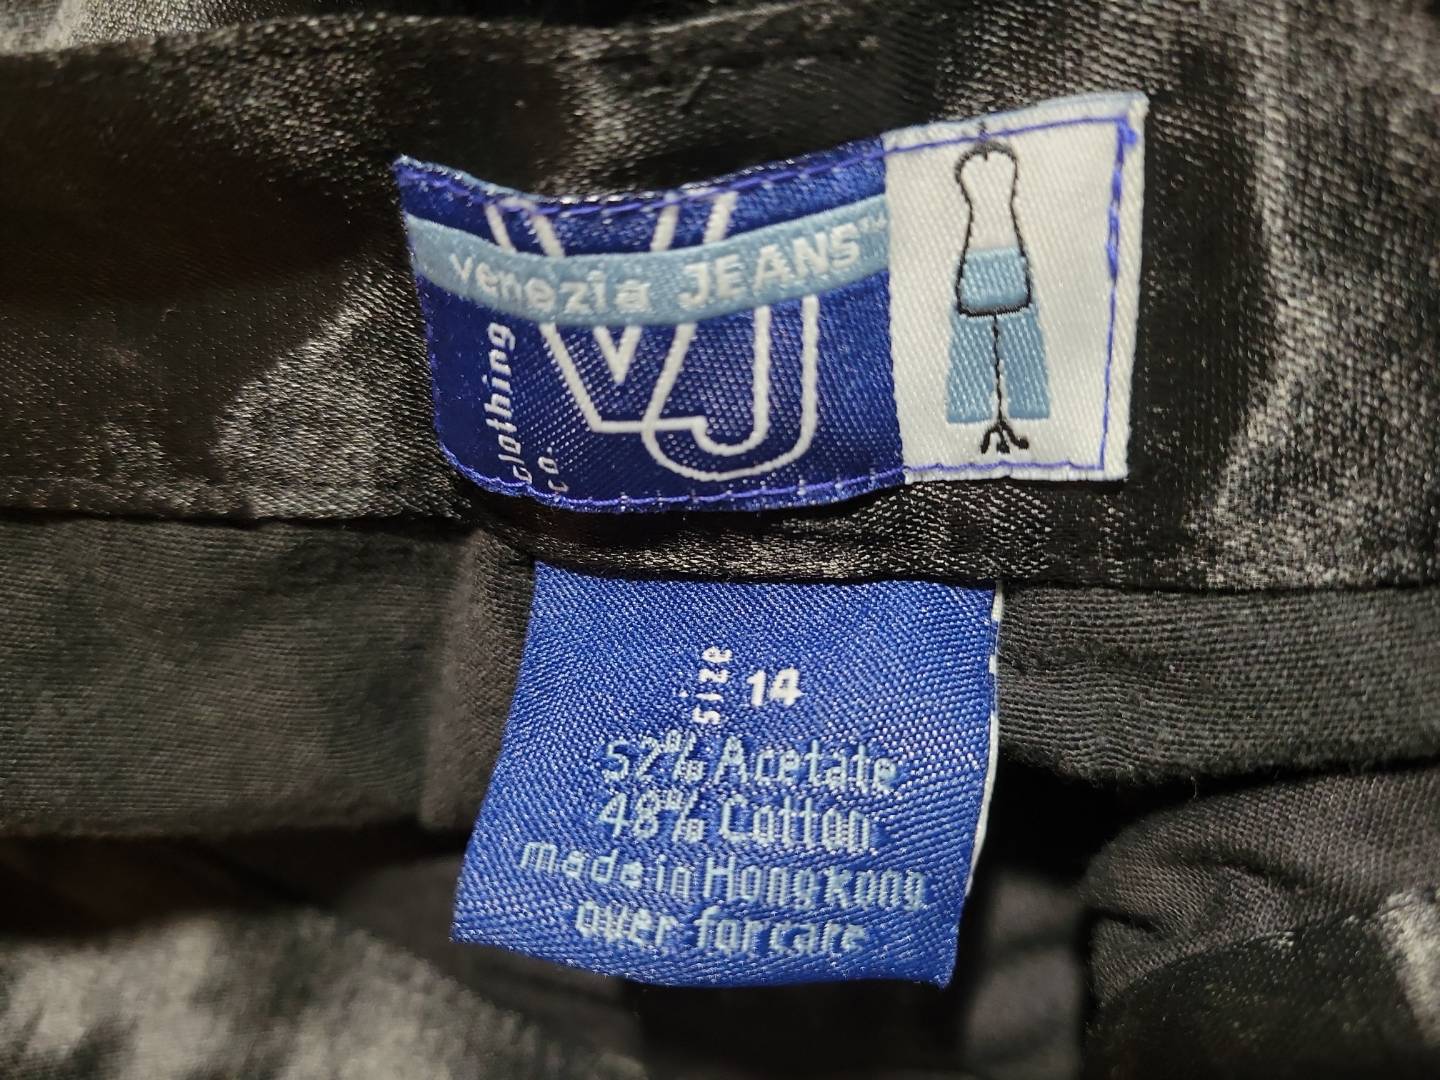 venezia JEANS™
VJ
clothing
co.
size 14
52% Acetate
48% Cotton
made in Hong Kong
over for care